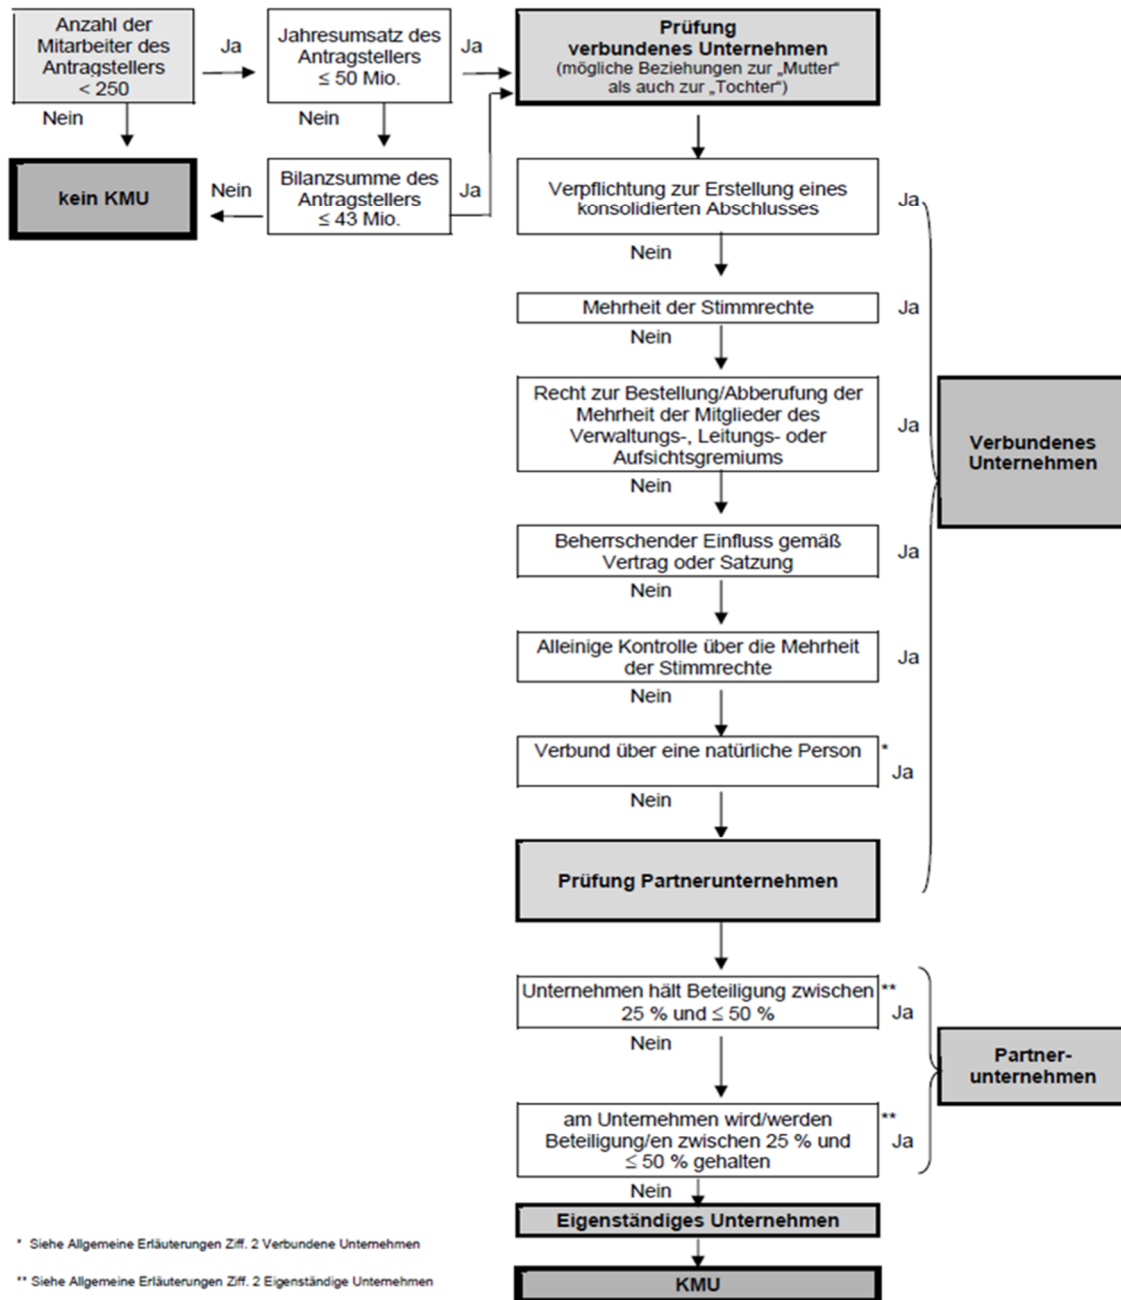 Anzahl der
Mitarbeiter des
Antragstellers
< 250
Ja
Jahresumsatz des
Antragstellers
≤ 50 Mio.
Ja
Prüfung
verbundenes Unternehmen
(mögliche Beziehungen zur „Mutter“
als auch zur „Tochter“)
Nein
Nein
kein KMU
Nein
Bilanzsumme des
Antragstellers
≤ 43 Mio.
Ja
Verpflichtung zur Erstellung eines
konsolidierten Abschlusses
Ja
Nein
Mehrheit der Stimmrechte
Ja
Nein
Recht zur Bestellung/Abberufung der
Mehrheit der Mitglieder des
Verwaltungs-, Leitungs- oder
Aufsichtsgremiums
Ja
Verbundenes
Unternehmen
Nein
Beherrschender Einfluss gemäß
Vertrag oder Satzung
Ja
Nein
Alleinige Kontrolle über die Mehrheit
der Stimmrechte
Ja
Nein
Verbund über eine natürliche Person
*
Ja
Nein
Prüfung Partnerunternehmen
Unternehmen hält Beteiligung zwischen
25 % und ≤ 50 %
**
Ja
Nein
Partner-
unternehmen
am Unternehmen wird/werden
Beteiligung/en zwischen 25 % und
≤ 50 % gehalten
**
Ja
Nein
Eigenständiges Unternehmen
* Siehe Allgemeine Erläuterungen Ziff. 2 Verbundene Unternehmen
** Siehe Allgemeine Erläuterungen Ziff. 2 Eigenständige Unternehmen
KMU